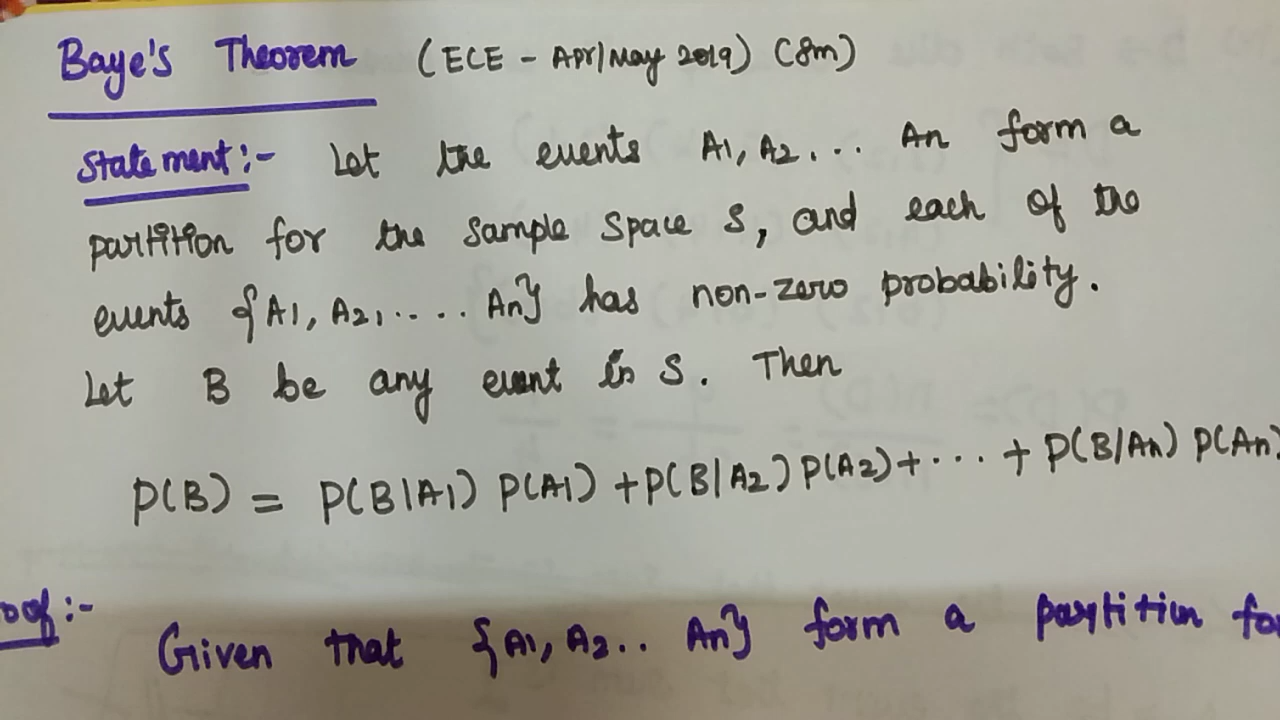 Baye's Theorem (ECE - Apr/May 2019) (8m)
Statement:- Let the events A1, A2... An form a
partition for the sample space S, and each of the
events {A1, A2, .... An} has non-zero probability.
Let B be any event in S. Then
P(B) = P(B|A1) P(A1) + P(B|A2) P(A2) + ... + P(B/An) P(An)
oof:-
Given that {A1, A2.. An} form a partition for